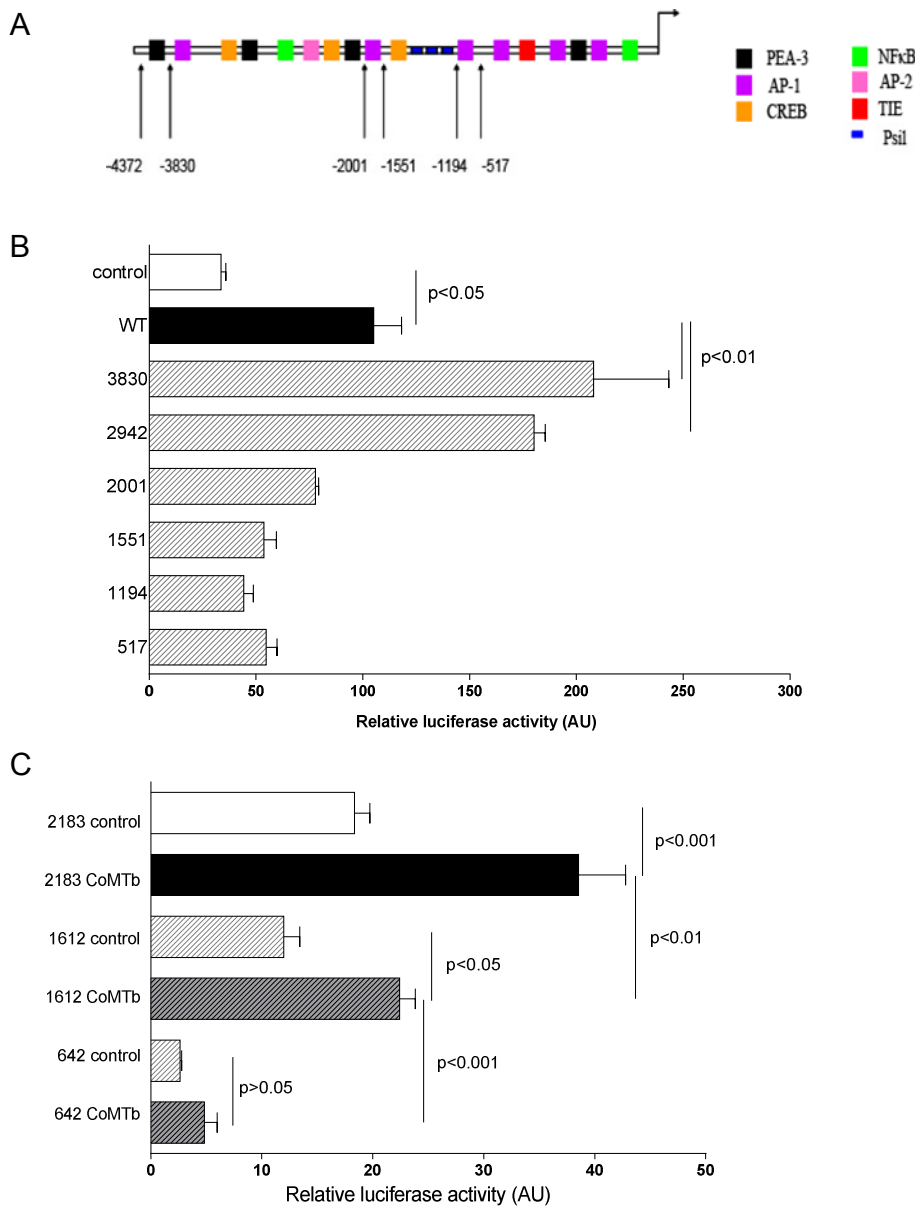 A
PEA-3
AP-1
CREB
NFκB
AP-2
TIE
Psil
-4372
-3830
-2001
-1551
-1194
-517
B
control
WT
3830
2942
2001
1551
1194
517
p<0.05
p<0.01
0 50 100 150 200 250 300
Relative luciferase activity (AU)
C
2183 control
2183 CoMTb
1612 control
1612 CoMTb
642 control
642 CoMTb
p<0.001
p<0.01
p<0.05
p<0.001
p>0.05
0 10 20 30 40 50
Relative luciferase activity (AU)